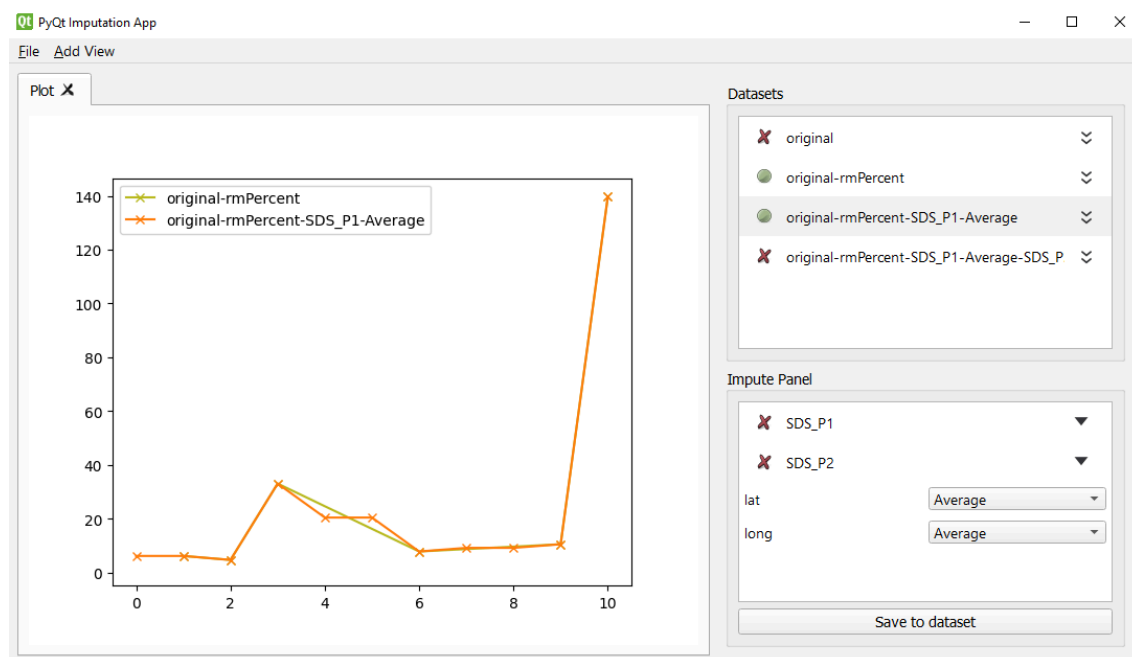 Qt PyQt Imputation App
File Add View
Plot
original-rmPercent
original-rmPercent-SDS_P1-Average
140
120
100
80
60
40
20
0
0 2 4 6 8 10
Datasets
original
original-rmPercent
original-rmPercent-SDS_P1-Average
original-rmPercent-SDS_P1-Average-SDS_P
Impute Panel
SDS_P1
SDS_P2
lat Average
long Average
Save to dataset